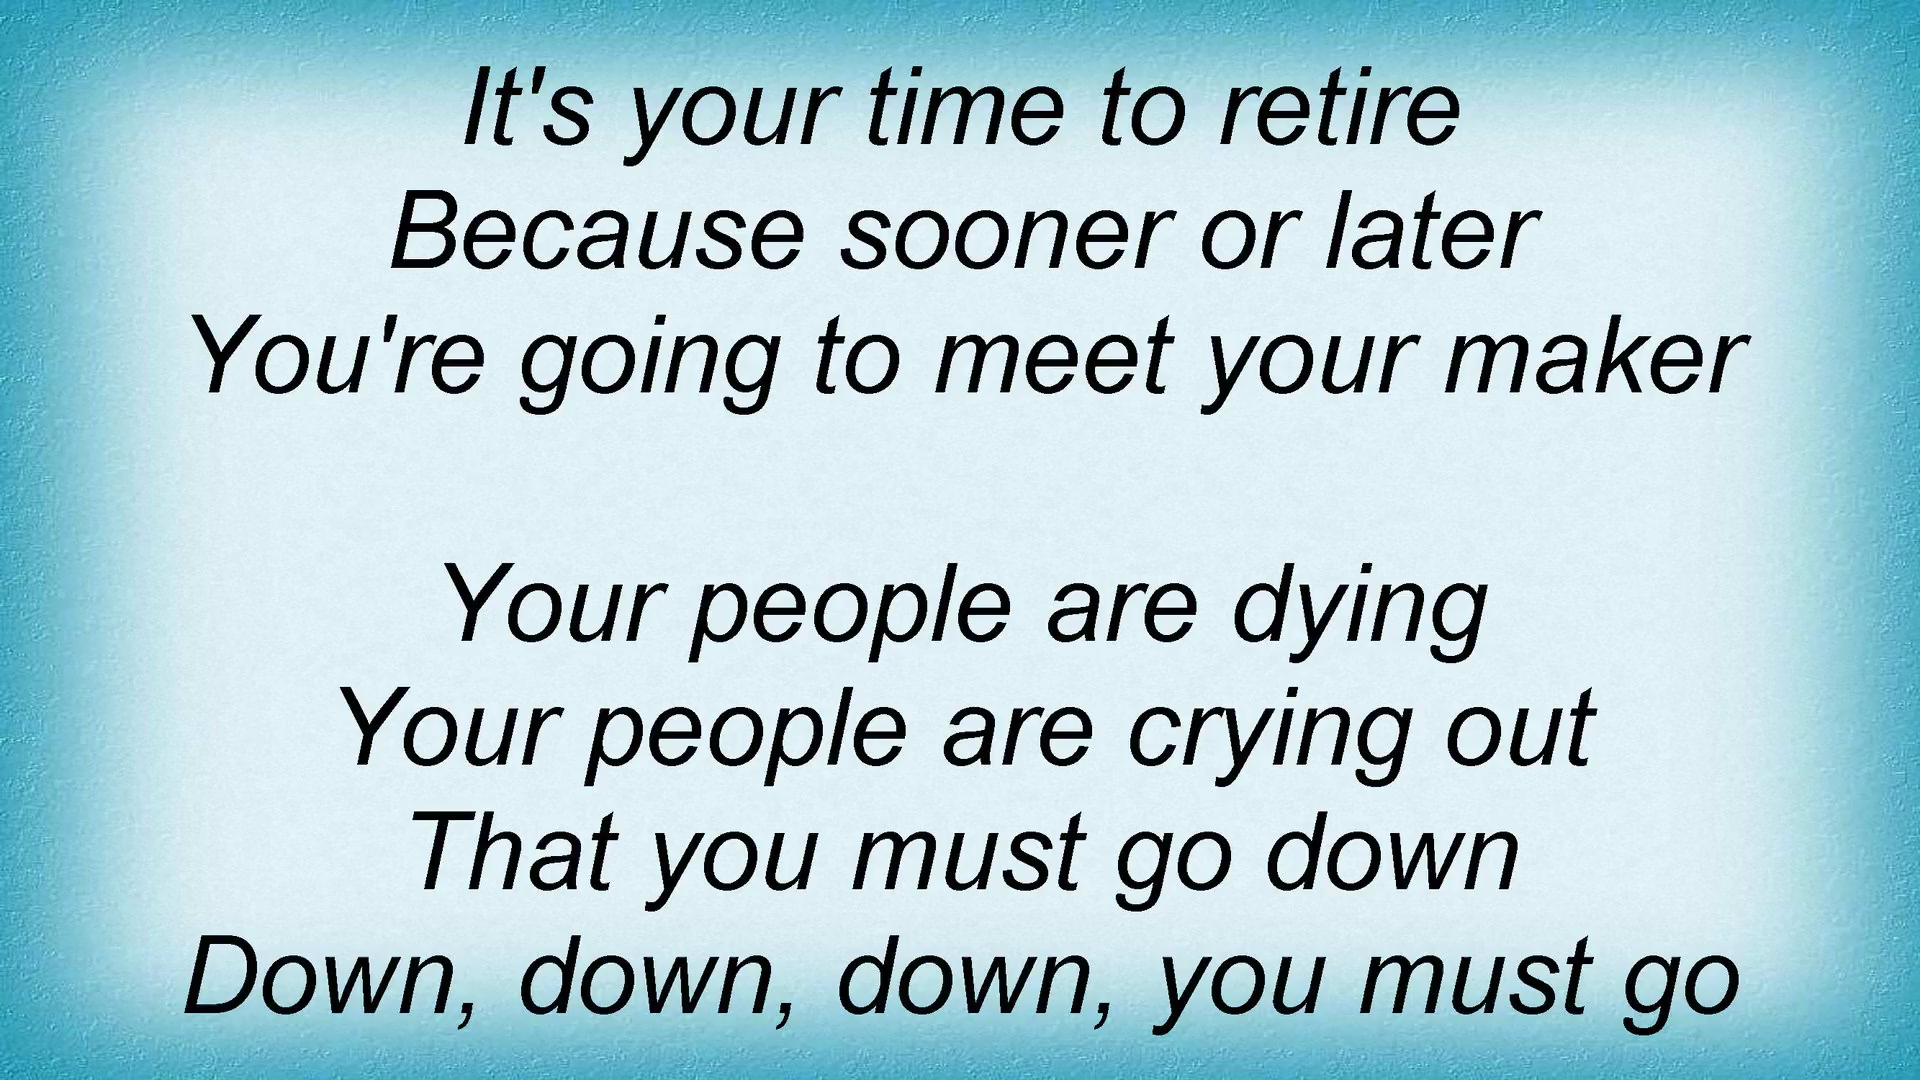 It's your time to retire
Because sooner or later
You're going to meet your maker
Your people are dying
Your people are crying out
That you must go down
Down, down, down, you must go